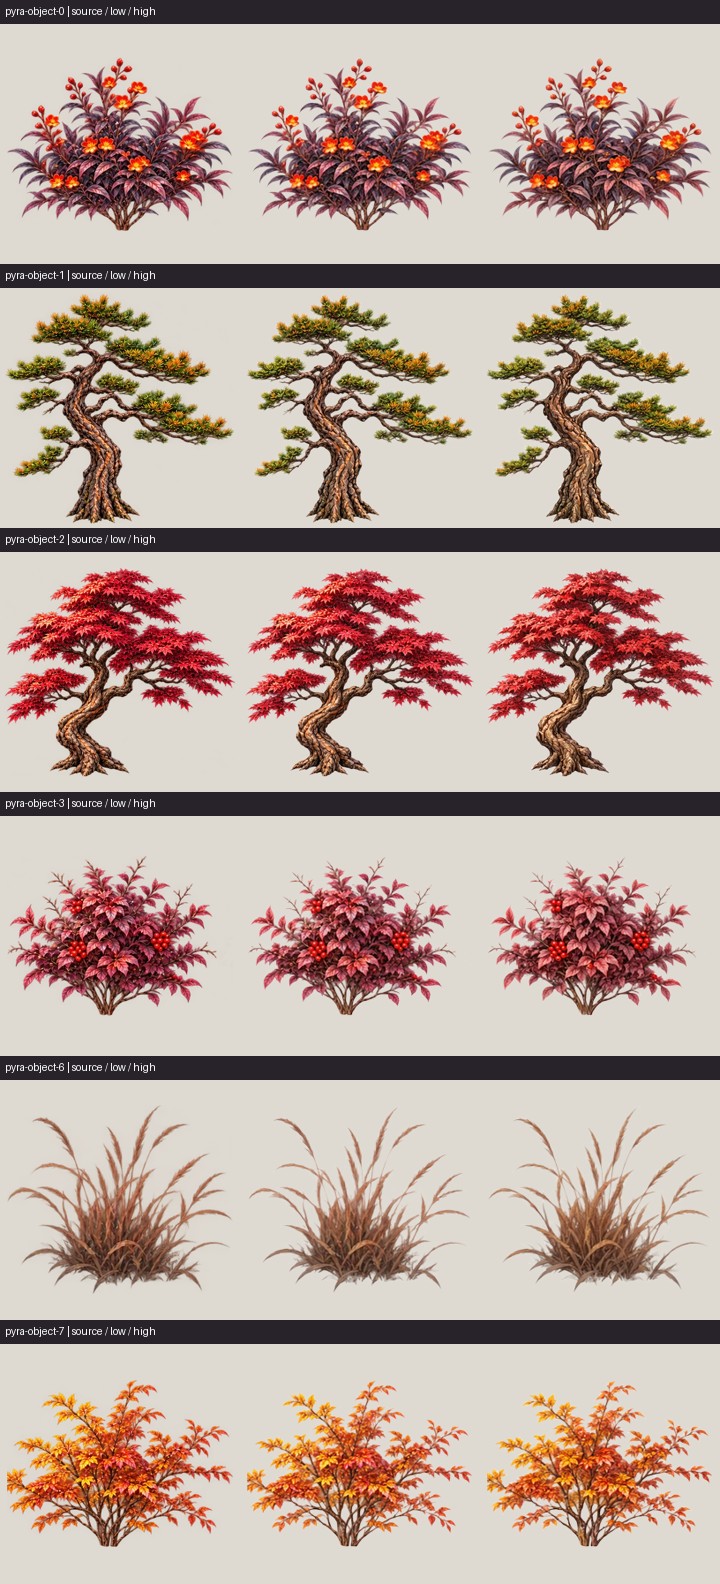 pyra-object-0 | source / low / high
pyra-object-1 | source / low / high
pyra-object-2 | source / low / high
pyra-object-3 | source / low / high
pyra-object-6 | source / low / high
pyra-object-7 | source / low / high